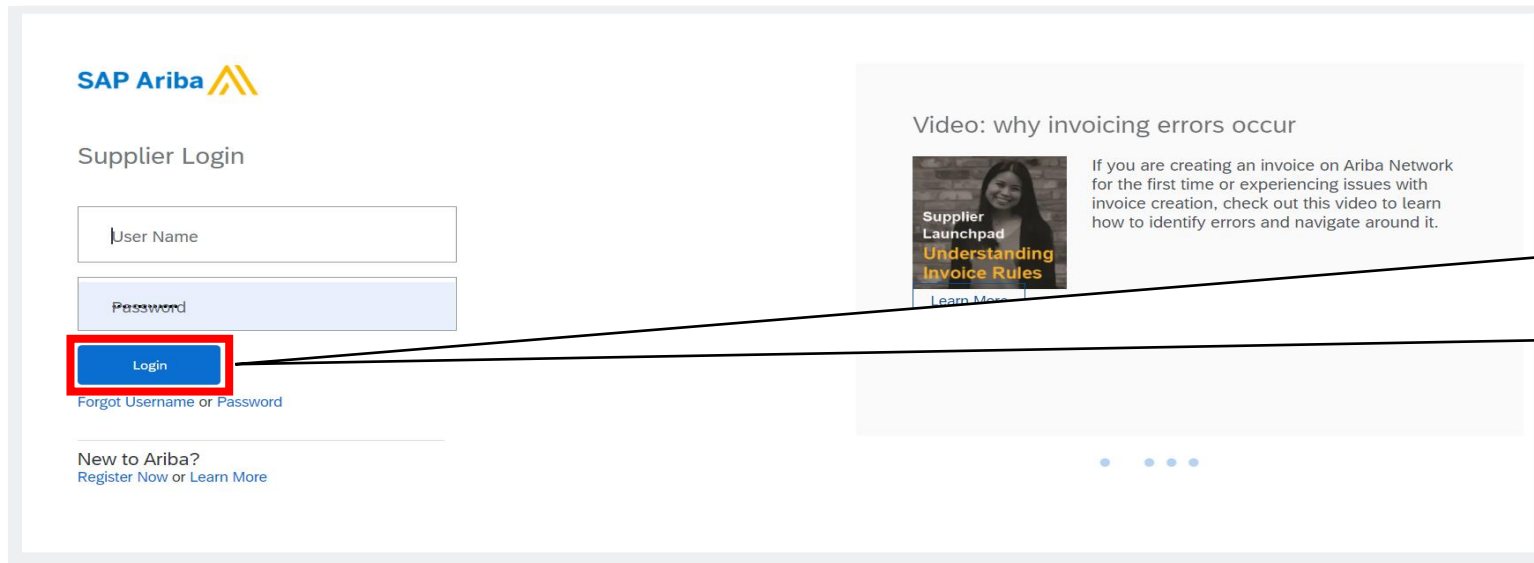 SAP Ariba
Supplier Login
User Name
Password
Login
Forgot Username or Password
New to Ariba?
Register Now or Learn More
Video: why invoicing errors occur
Supplier
Launchpad
Understanding
Invoice Rules
Learn More
If you are creating an invoice on Ariba Network
for the first time or experiencing issues with
invoice creation, check out this video to learn
how to identify errors and navigate around it.